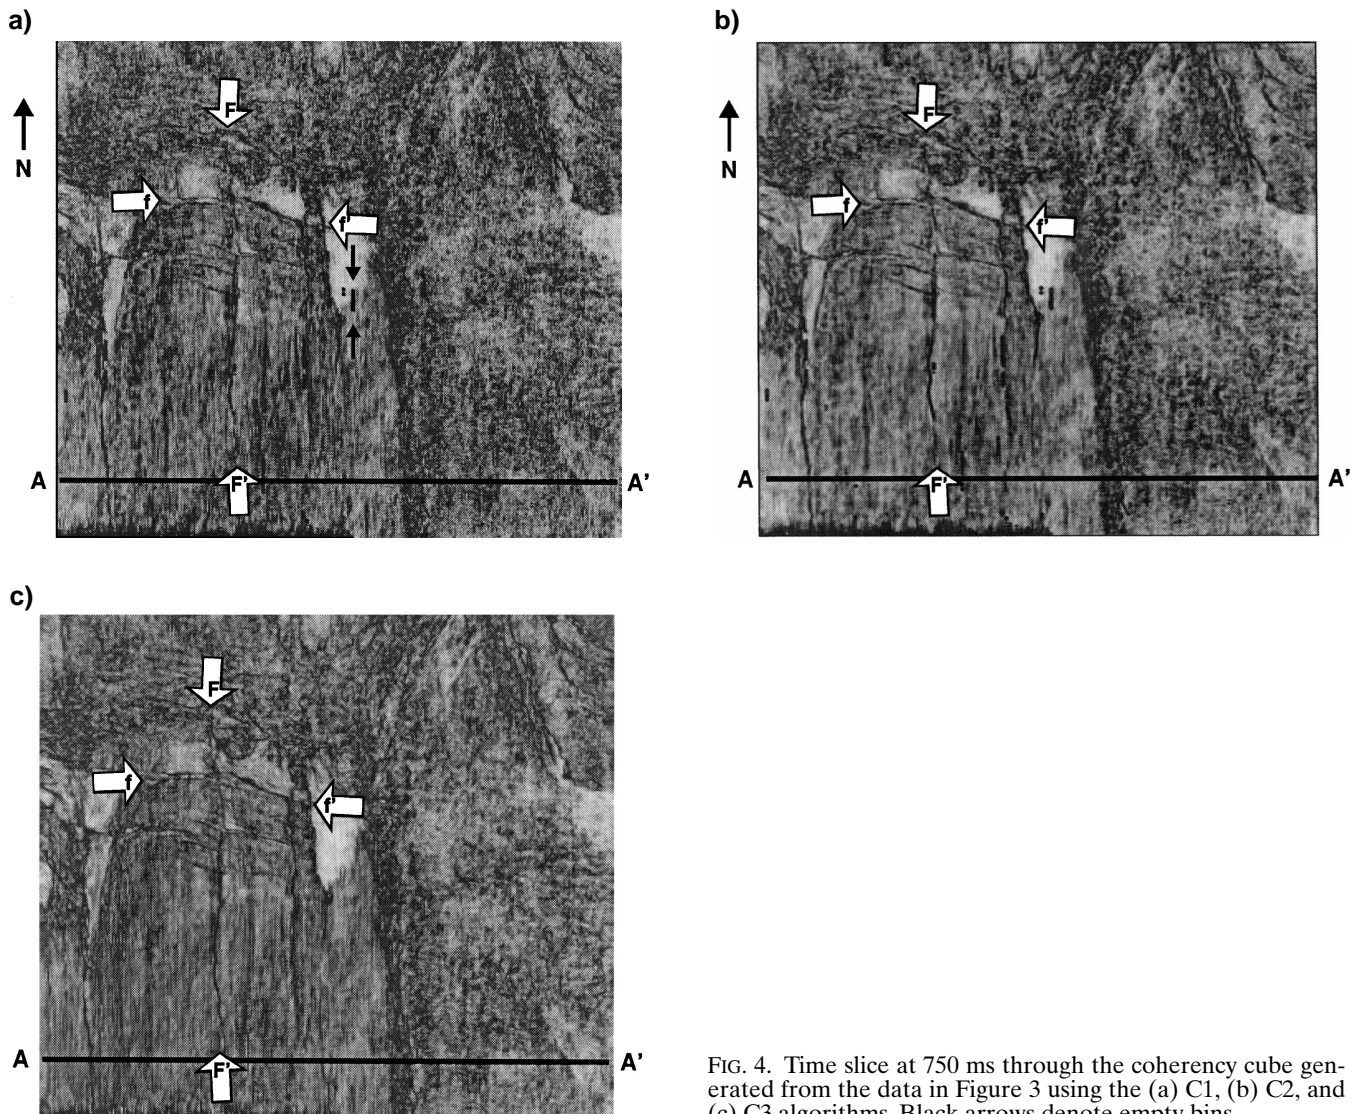 a)
b)
N
F
f
f'
A
F'
A'
N
F
f
f'
A
F'
A'
c)
F
f
f'
A
F'
A'
FIG. 4. Time slice at 750 ms through the coherency cube gen-
erated from the data in Figure 3 using the (a) C1, (b) C2, and
(c) C3 algorithms. Black arrows denote empty bins.